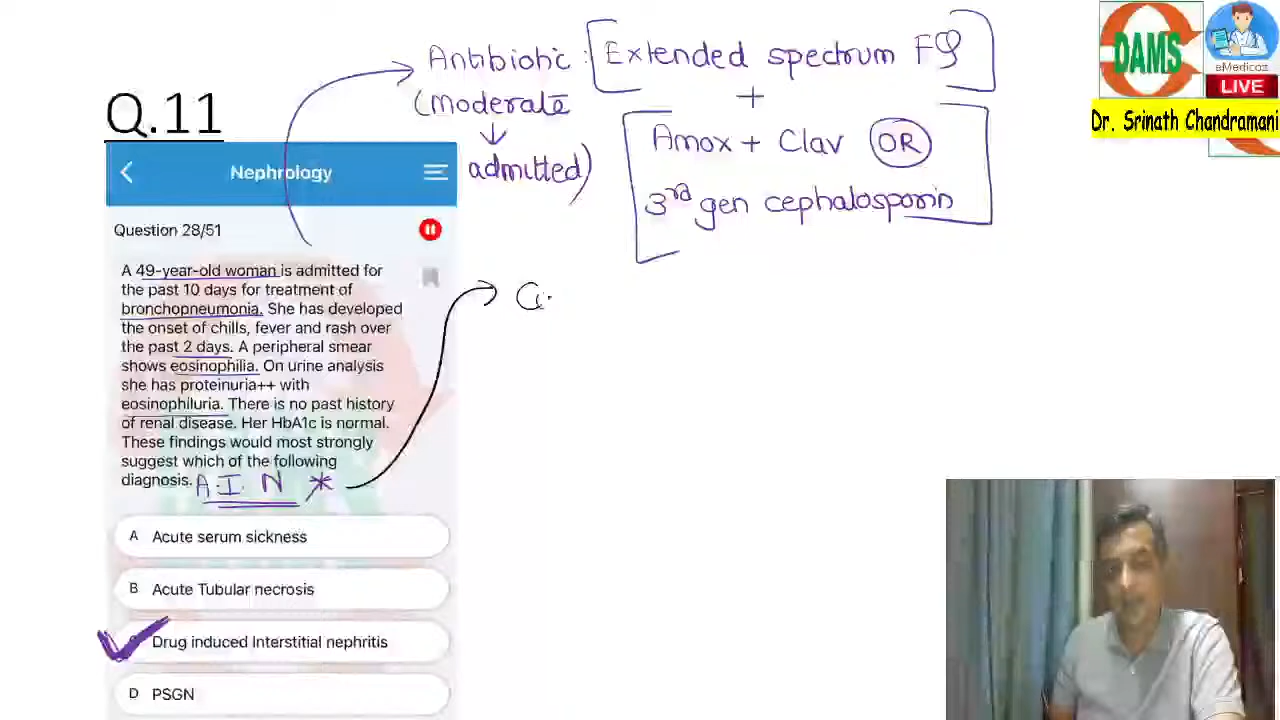 Antibiotic : Extended spectrum FQ
(moderate
↓
admitted)
+
Amox + Clav OR
3rd gen cephalosporin
DAMS
eMedicoz
LIVE
Dr. Srinath Chandramani
Q.11
Nephrology
Question 28/51
A 49-year-old woman is admitted for
the past 10 days for treatment of
bronchopneumonia. She has developed
the onset of chills, fever and rash over
the past 2 days. A peripheral smear
shows eosinophilia. On urine analysis
she has proteinuria++ with
eosinophiluria. There is no past history
of renal disease. Her HbA1c is normal.
These findings would most strongly
suggest which of the following
diagnosis. A.I.N *
A Acute serum sickness
B Acute Tubular necrosis
Drug induced Interstitial nephritis
D PSGN